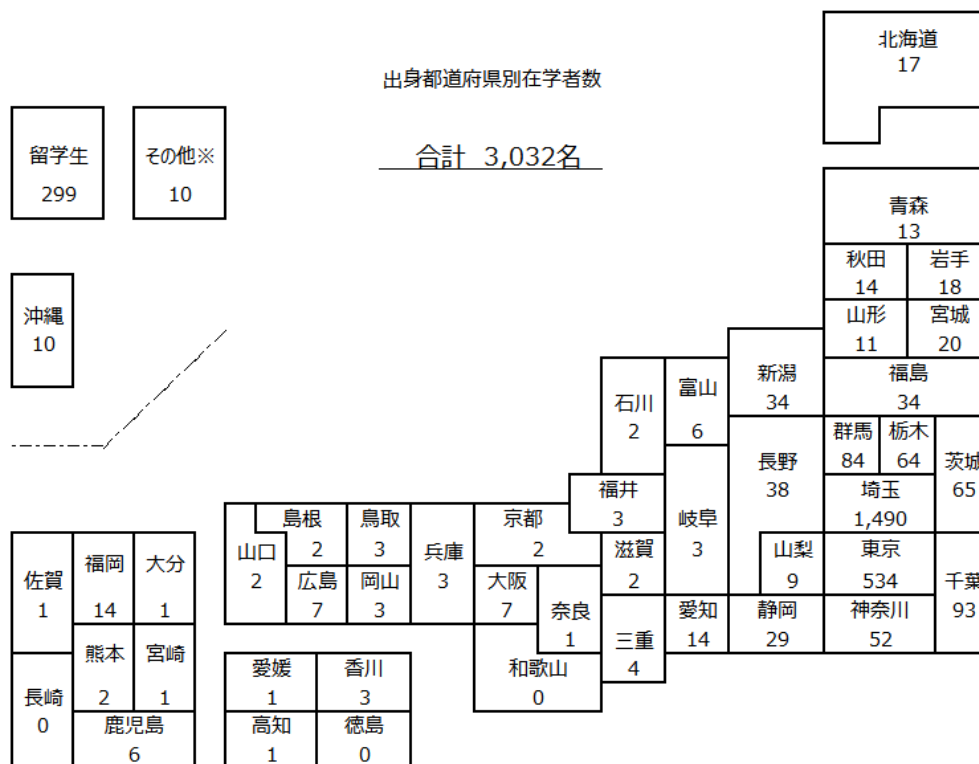 北海道
17
出身都道府県別在学者数
合計 3,032名
留学生
299
その他※
10
青森
13
秋田
14
岩手
18
沖縄
10
山形
11
宮城
20
新潟
34
福島
34
石川
2
富山
6
群馬
84
栃木
64
茨城
65
長野
38
埼玉
1,490
福井
3
岐阜
3
島根
2
鳥取
3
京都
2
山口
2
兵庫
3
滋賀
2
山梨
9
東京
534
千葉
93
佐賀
1
福岡
14
大分
1
広島
7
岡山
3
大阪
7
奈良
1
三重
4
愛知
14
静岡
29
神奈川
52
熊本
2
宮崎
1
愛媛
1
香川
3
和歌山
0
長崎
0
鹿児島
6
高知
1
徳島
0